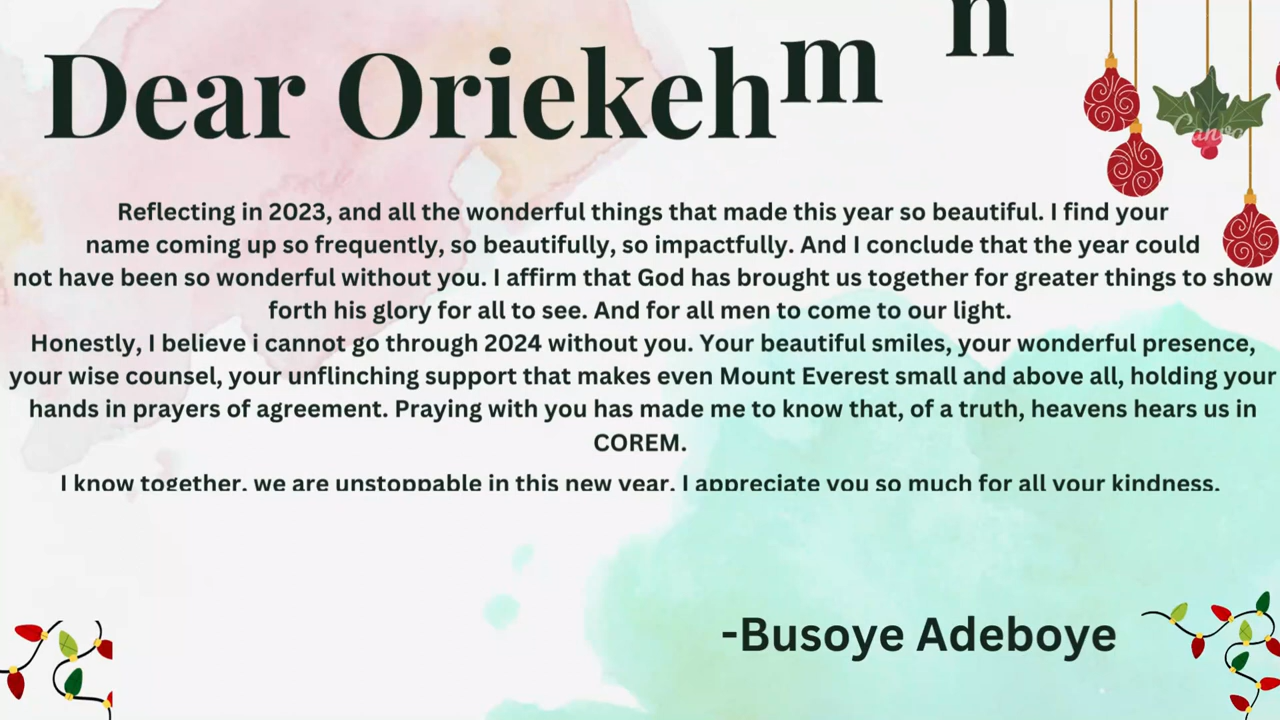 Dear Oriekehm n
Reflecting in 2023, and all the wonderful things that made this year so beautiful. I find your
name coming up so frequently, so beautifully, so impactfully. And I conclude that the year could
not have been so wonderful without you. I affirm that God has brought us together for greater things to show
forth his glory for all to see. And for all men to come to our light.
Honestly, I believe i cannot go through 2024 without you. Your beautiful smiles, your wonderful presence,
your wise counsel, your unflinching support that makes even Mount Everest small and above all, holding your
hands in prayers of agreement. Praying with you has made me to know that, of a truth, heavens hears us in
COREM.
I know together, we are unstoppable in this new year. I appreciate you so much for all your kindness.
-Busoye Adeboye
Canva